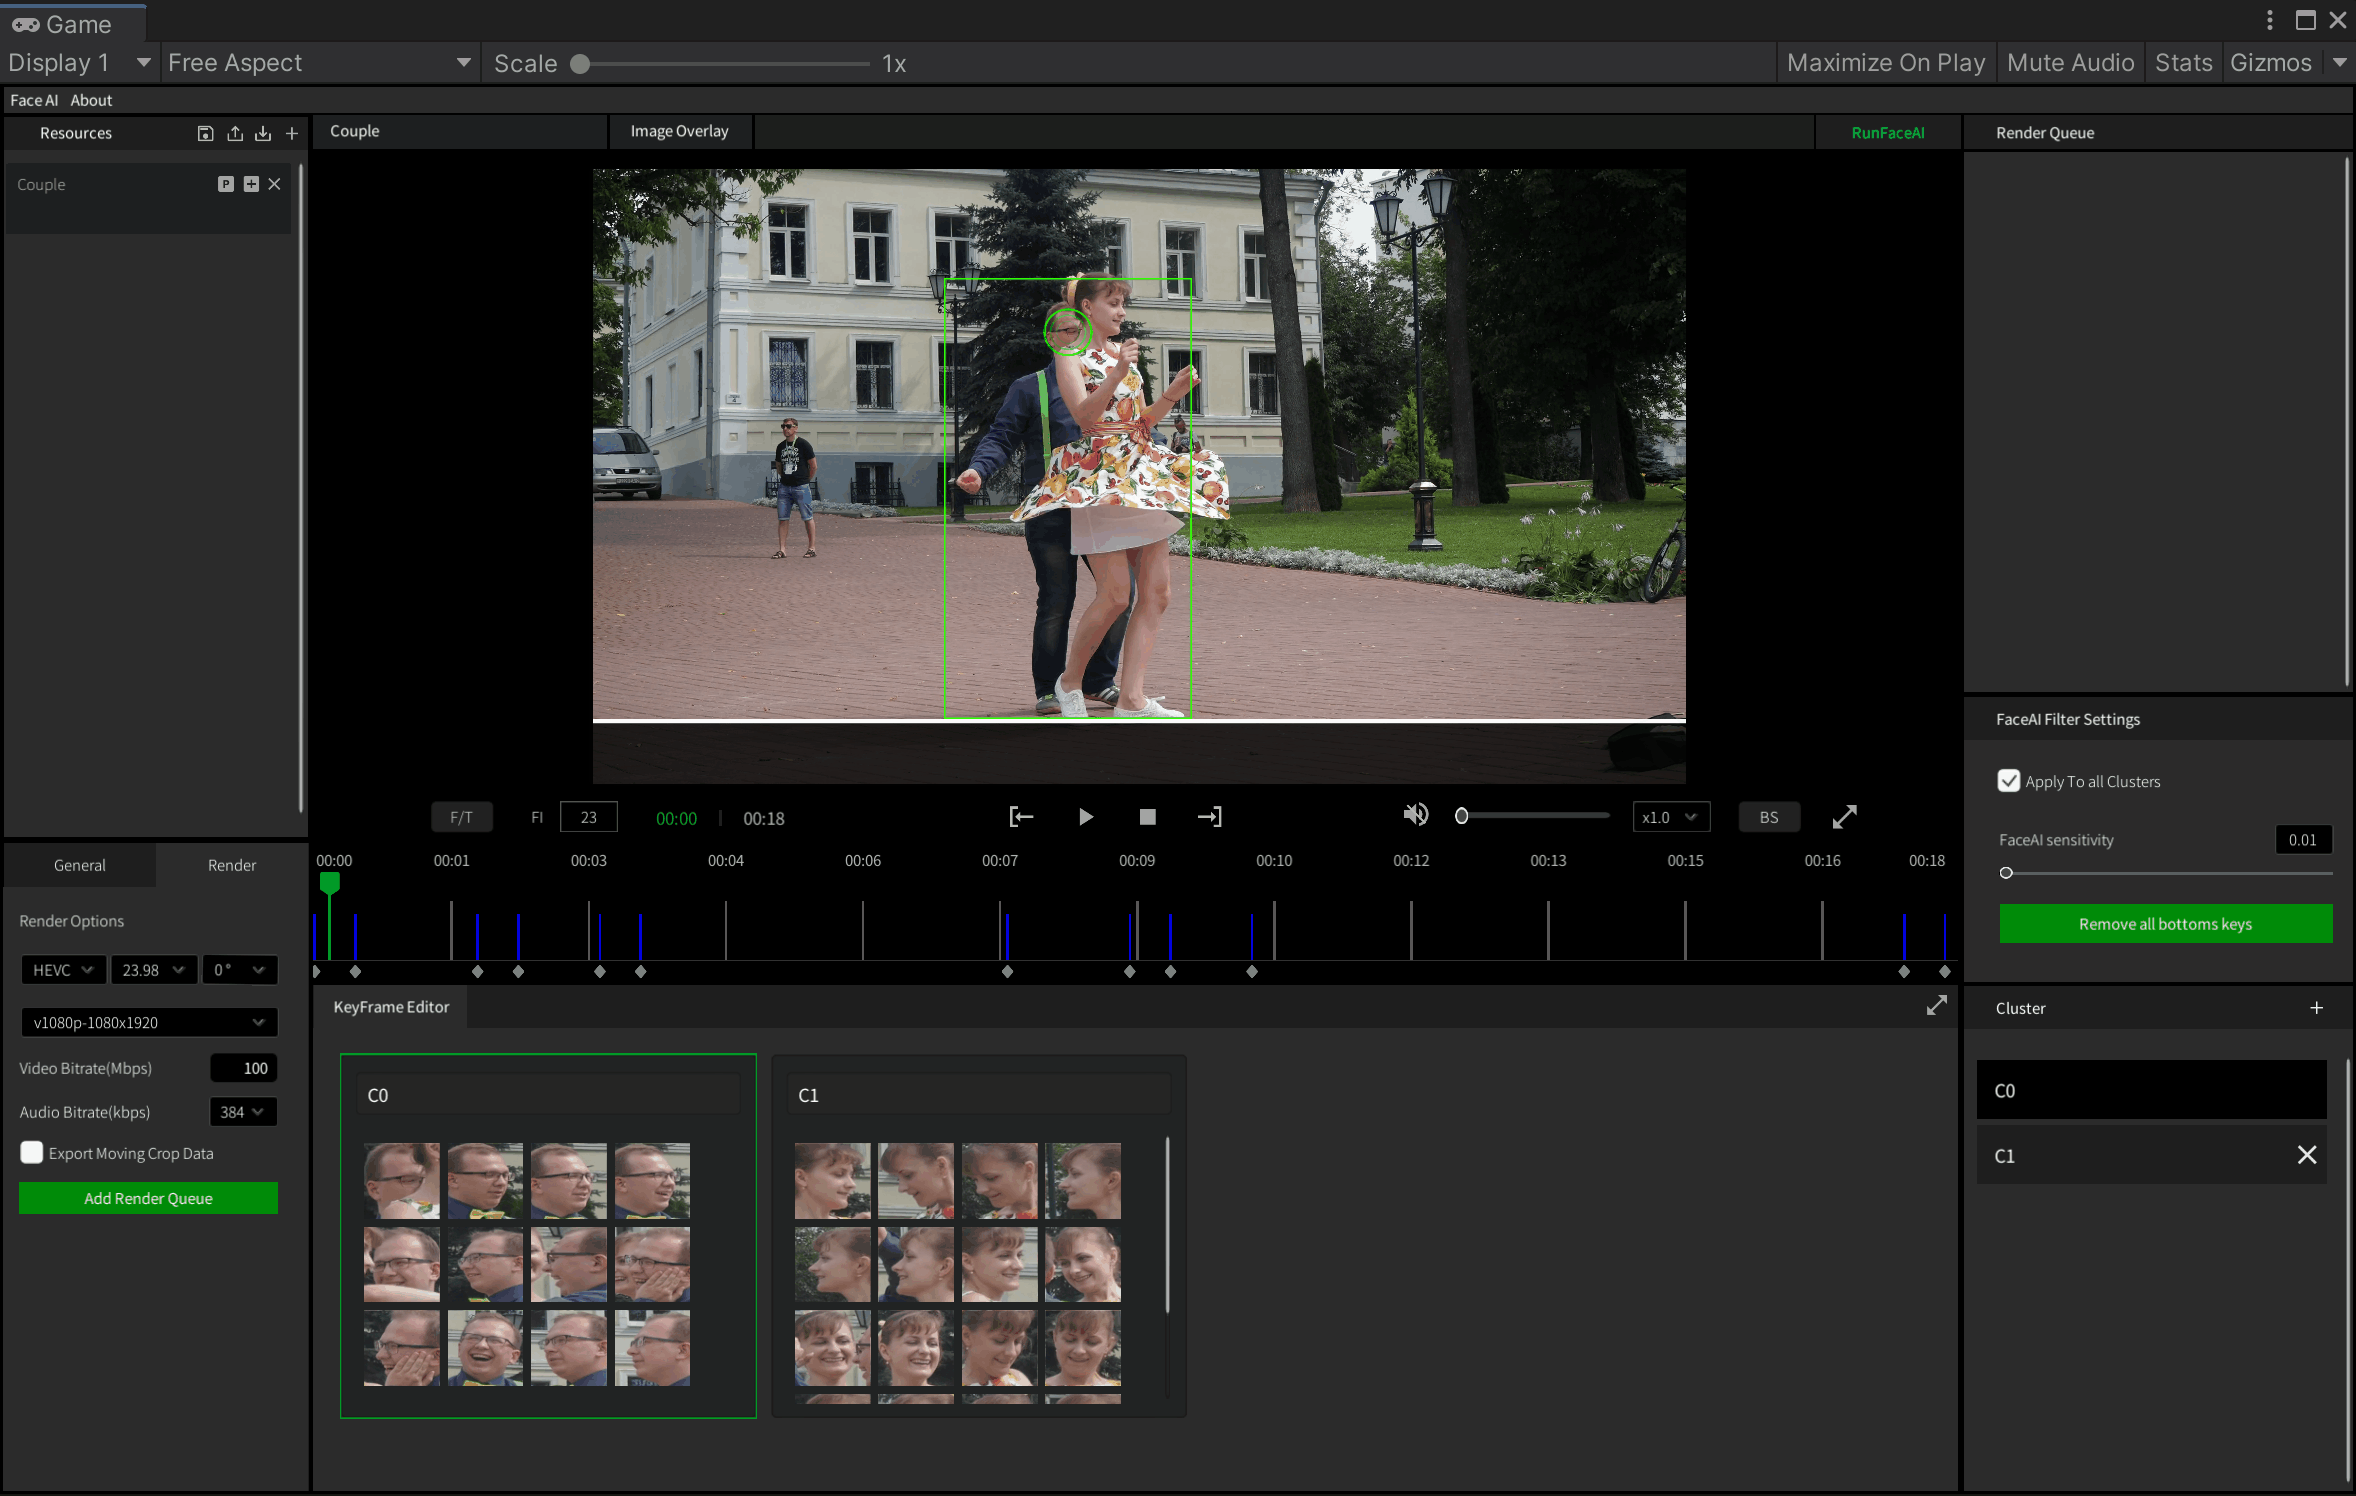 Game
Display 1 Free Aspect Scale 1x Maximize On Play Mute Audio Stats Gizmos
Face AI About
Resources
Couple
Image Overlay
RunFaceAI
Render Queue
Couple
P
F/T FI 23 00:00 | 00:18 x1.0 BS
00:00 00:01 00:03 00:04 00:06 00:07 00:09 00:10 00:12 00:13 00:15 00:16 00:18
General Render
Render Options
HEVC 23.98 0°
v1080p-1080x1920
Video Bitrate(Mbps) 100
Audio Bitrate(kbps) 384
Export Moving Crop Data
Add Render Queue
KeyFrame Editor
C0
C1
FaceAI Filter Settings
Apply To all Clusters
FaceAI sensitivity 0.01
Remove all bottoms keys
Cluster
C0
C1